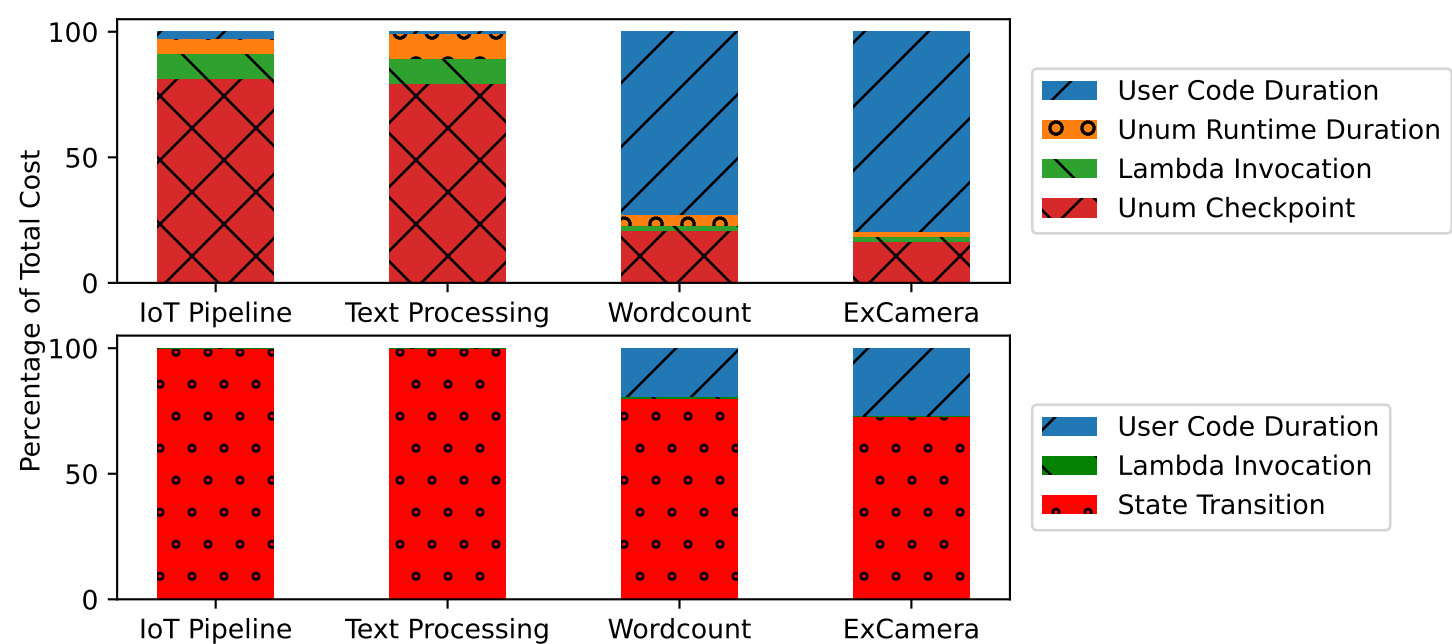 Percentage of Total Cost
100
50
0
IoT Pipeline Text Processing Wordcount ExCamera
User Code Duration
Unum Runtime Duration
Lambda Invocation
Unum Checkpoint
100
50
0
IoT Pipeline Text Processing Wordcount ExCamera
User Code Duration
Lambda Invocation
State Transition